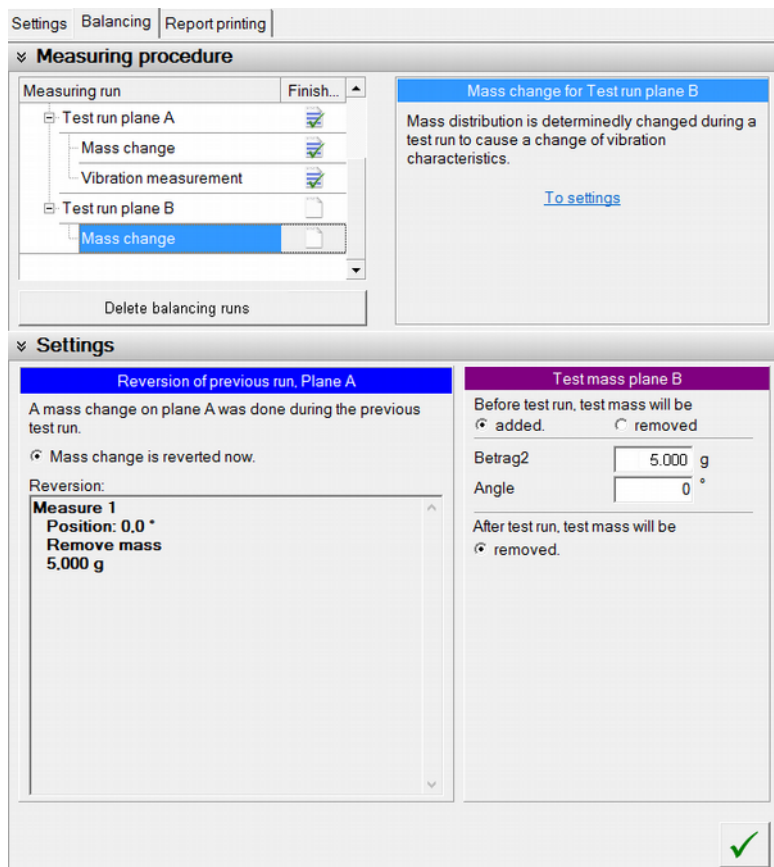 Settings Balancing Report printing
Measuring procedure
Measuring run Finish...
Test run plane A
Mass change
Vibration measurement
Test run plane B
Mass change
Delete balancing runs
Mass change for Test run plane B
Mass distribution is determinedly changed during a
test run to cause a change of vibration
characteristics.
To settings
Settings
Reversion of previous run, Plane A
A mass change on plane A was done during the previous
test run.
Mass change is reverted now.
Reversion:
Measure 1
Position: 0,0 °
Remove mass
5,000 g
Test mass plane B
Before test run, test mass will be
added. removed
Betrag2 5.000 g
Angle 0 °
After test run, test mass will be
removed.